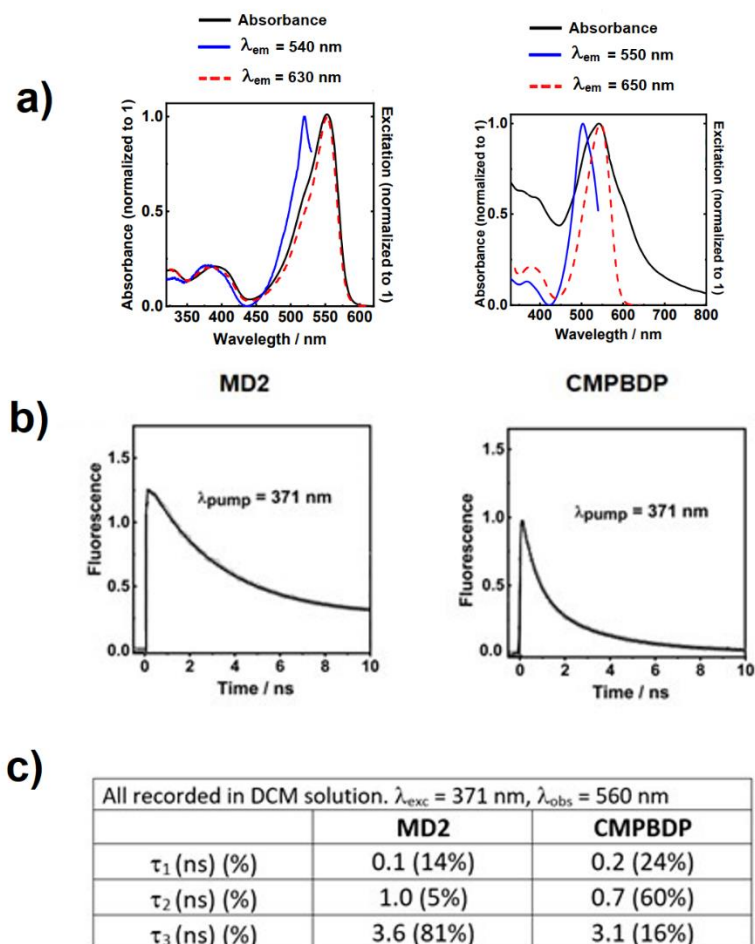 a)
Absorbance
λem = 540 nm
λem = 630 nm
Absorbance (normalized to 1)
1.0
0.5
0.0
350 400 450 500 550 600
Wavelegth / nm
Excitation (normalized to 1)
Absorbance
λem = 550 nm
λem = 650 nm
Absorbance (normalized to 1)
1.0
0.5
0.0
400 500 600 700 800
Wavelegth / nm
Excitation (normalized to 1)
b)
MD2
Fluorescence
1.5
1.0
0.5
0.0
λpump = 371 nm
0 2 4 6 8 10
Time / ns
CMPBDP
Fluorescence
1.5
1.0
0.5
0.0
λpump = 371 nm
0 2 4 6 8 10
Time / ns
c)
All recorded in DCM solution. λexc = 371 nm, λobs = 560 nm
MD2 CMPBDP
τ1 (ns) (%) 0.1 (14%) 0.2 (24%)
τ2 (ns) (%) 1.0 (5%) 0.7 (60%)
τ3 (ns) (%) 3.6 (81%) 3.1 (16%)